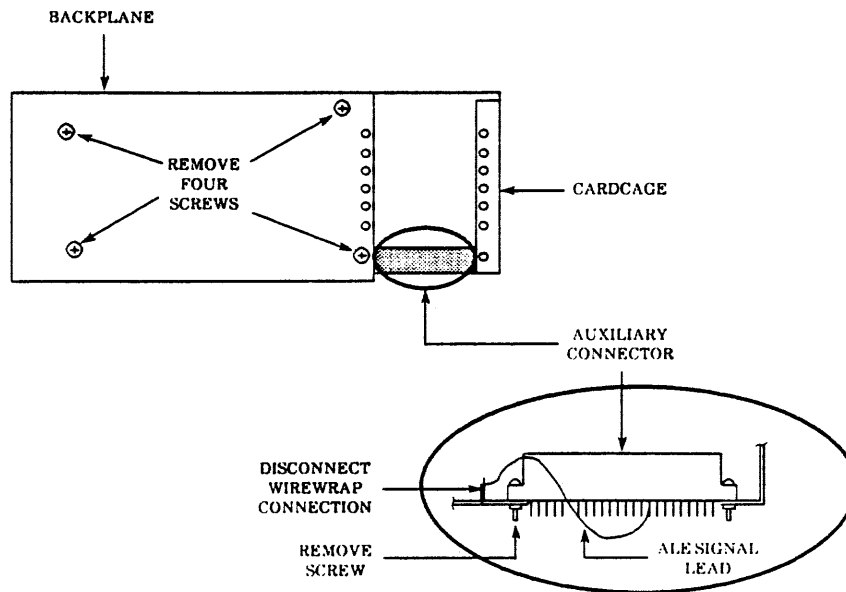 BACKPLANE
REMOVE
FOUR
SCREWS
CARDCAGE
AUXILIARY
CONNECTOR
DISCONNECT
WIREWRAP
CONNECTION
REMOVE
SCREW
ALE SIGNAL
LEAD